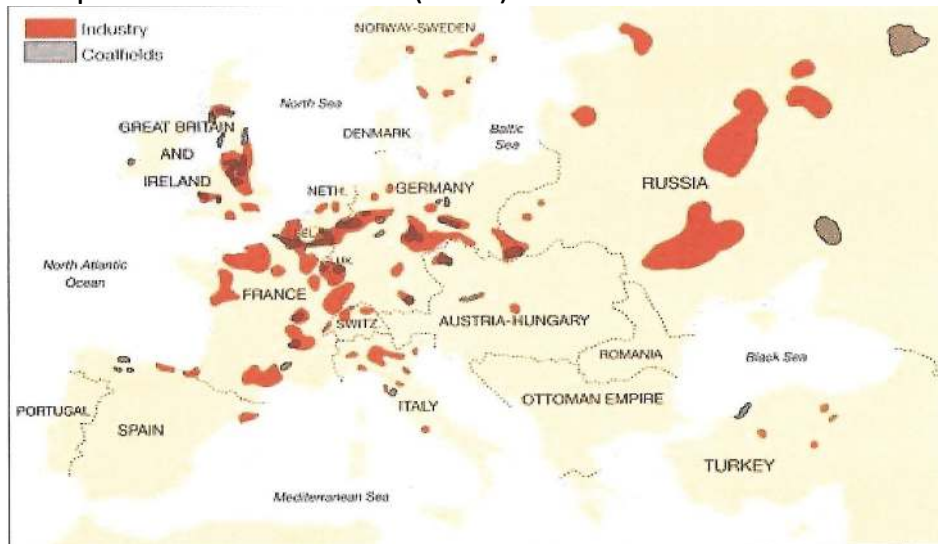 Industry
Coalfields
NORWAY-SWEDEN
North Sea
GREAT BRITAIN
AND
IRELAND
DENMARK
Baltic
Sea
NETH.
GERMANY
RUSSIA
BEL.
LUX.
North Atlantic
Ocean
FRANCE
SWITZ.
AUSTRIA-HUNGARY
ROMANIA
Black Sea
OTTOMAN EMPIRE
ITALY
PORTUGAL
SPAIN
TURKEY
Mediterranean Sea